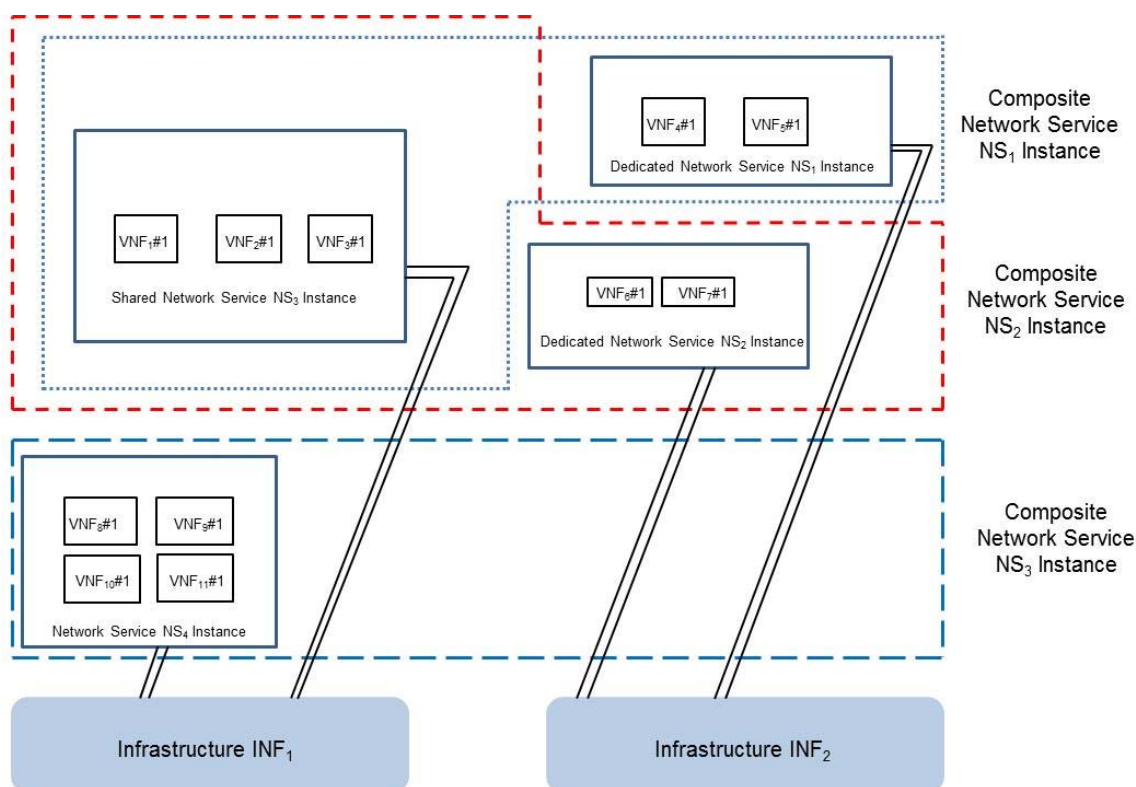 VNF₄#1
VNF₅#1
Dedicated Network Service NS₁ Instance
Composite
Network Service
NS₁ Instance
VNF₁#1
VNF₂#1
VNF₃#1
Shared Network Service NS₃ Instance
VNF₆#1
VNF₇#1
Dedicated Network Service NS₂ Instance
Composite
Network Service
NS₂ Instance
VNF₈#1
VNF₉#1
VNF₁₀#1
VNF₁₁#1
Network Service NS₄ Instance
Composite
Network Service
NS₃ Instance
Infrastructure INF₁
Infrastructure INF₂